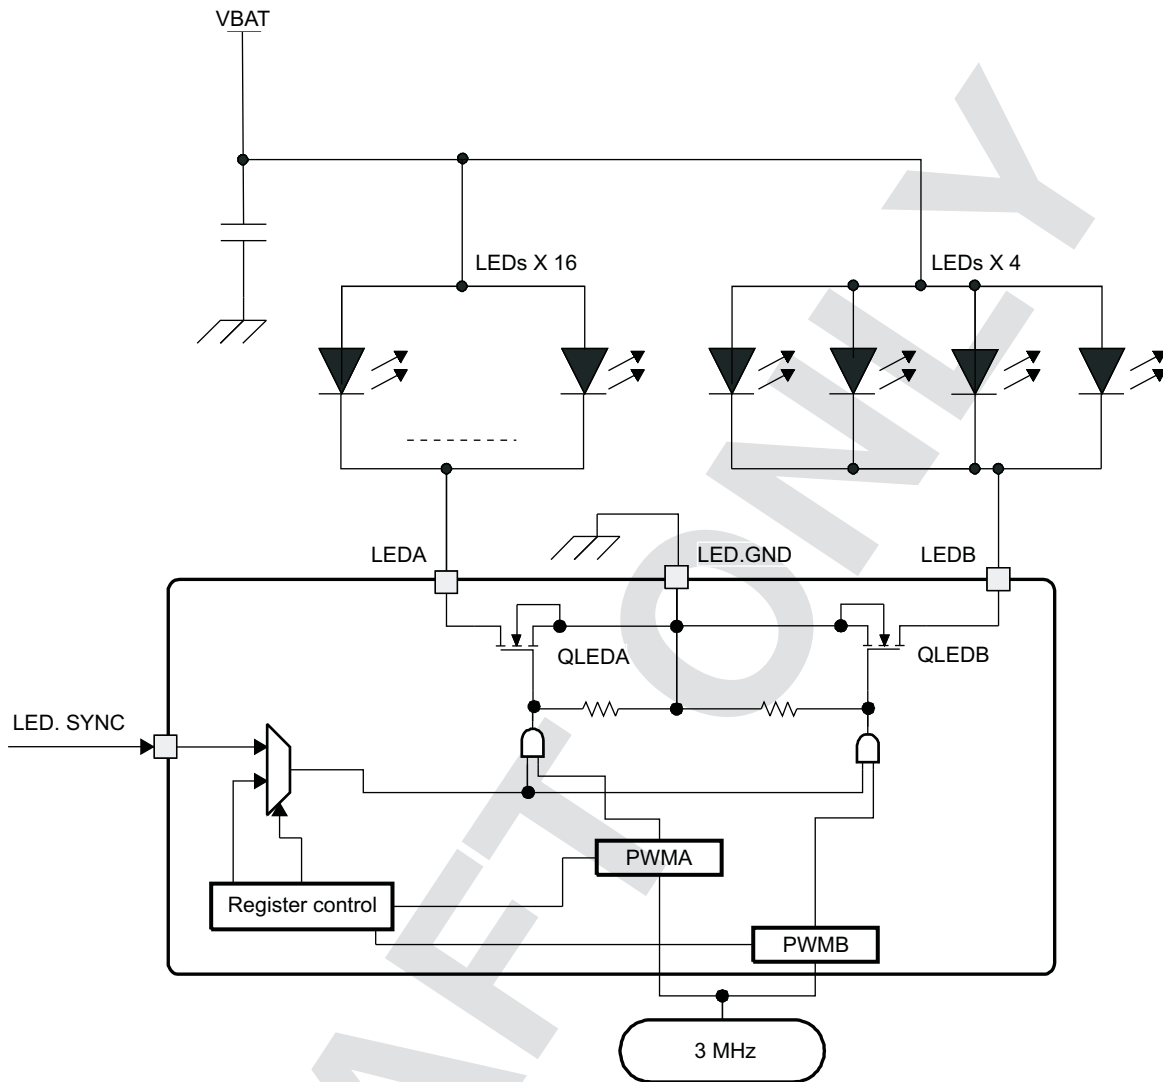 VBAT
LEDs X 16
LEDs X 4
LEDA
LED.GND
LEDB
QLEDA
QLEDB
LED. SYNC
PWMA
Register control
PWMB
3 MHz
AFT ONLY